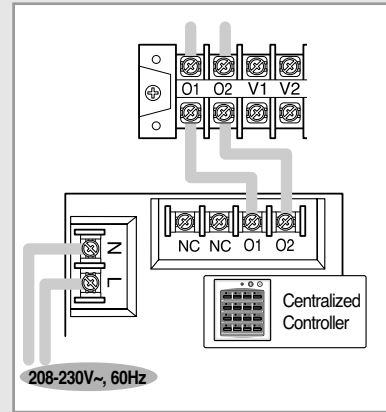 O1 O2 V1 V2
NC NC O1 O2
N
L
Centralized
Controller
208-230V~, 60Hz